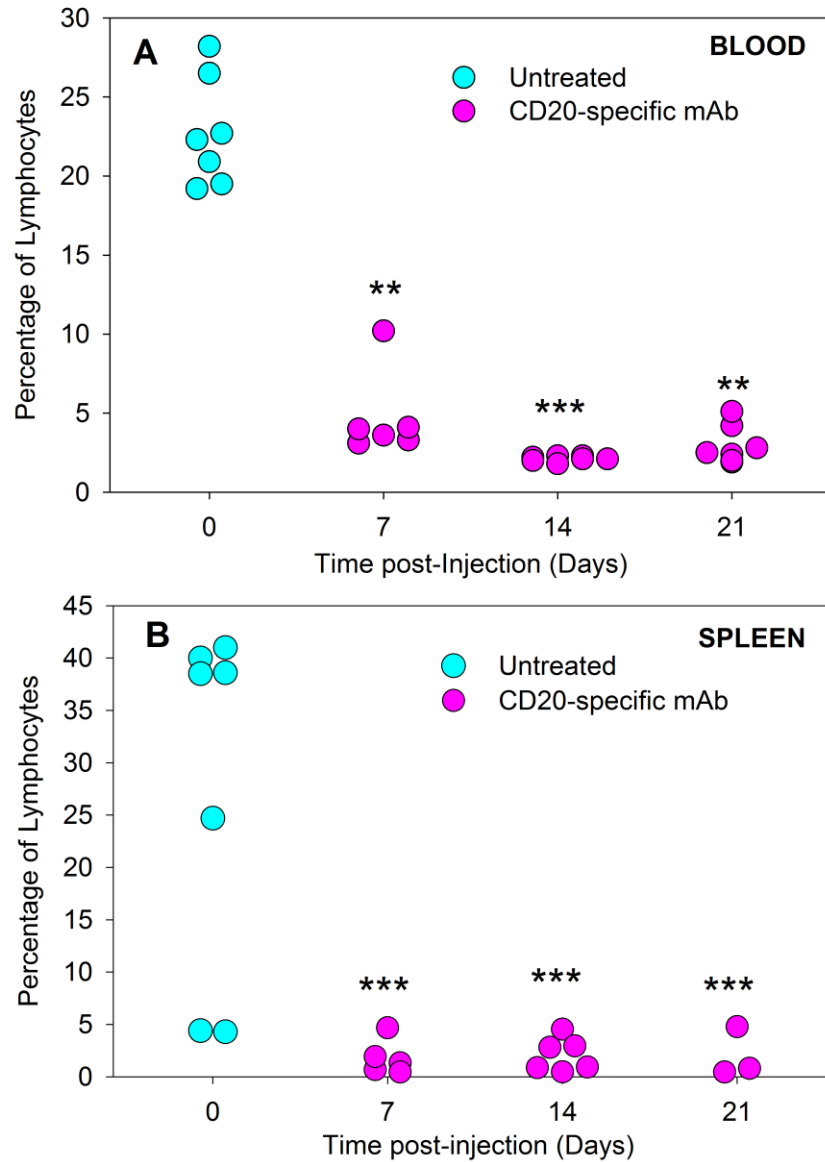 30
A
BLOOD
Untreated
CD20-specific mAb
25
20
15
10
5
0
Percentage of Lymphocytes
**
***
**
0 7 14 21
Time post-Injection (Days)
45
B
SPLEEN
Untreated
CD20-specific mAb
40
35
30
25
20
15
10
5
0
Percentage of Lymphocytes
***
***
***
0 7 14 21
Time post-injection (Days)